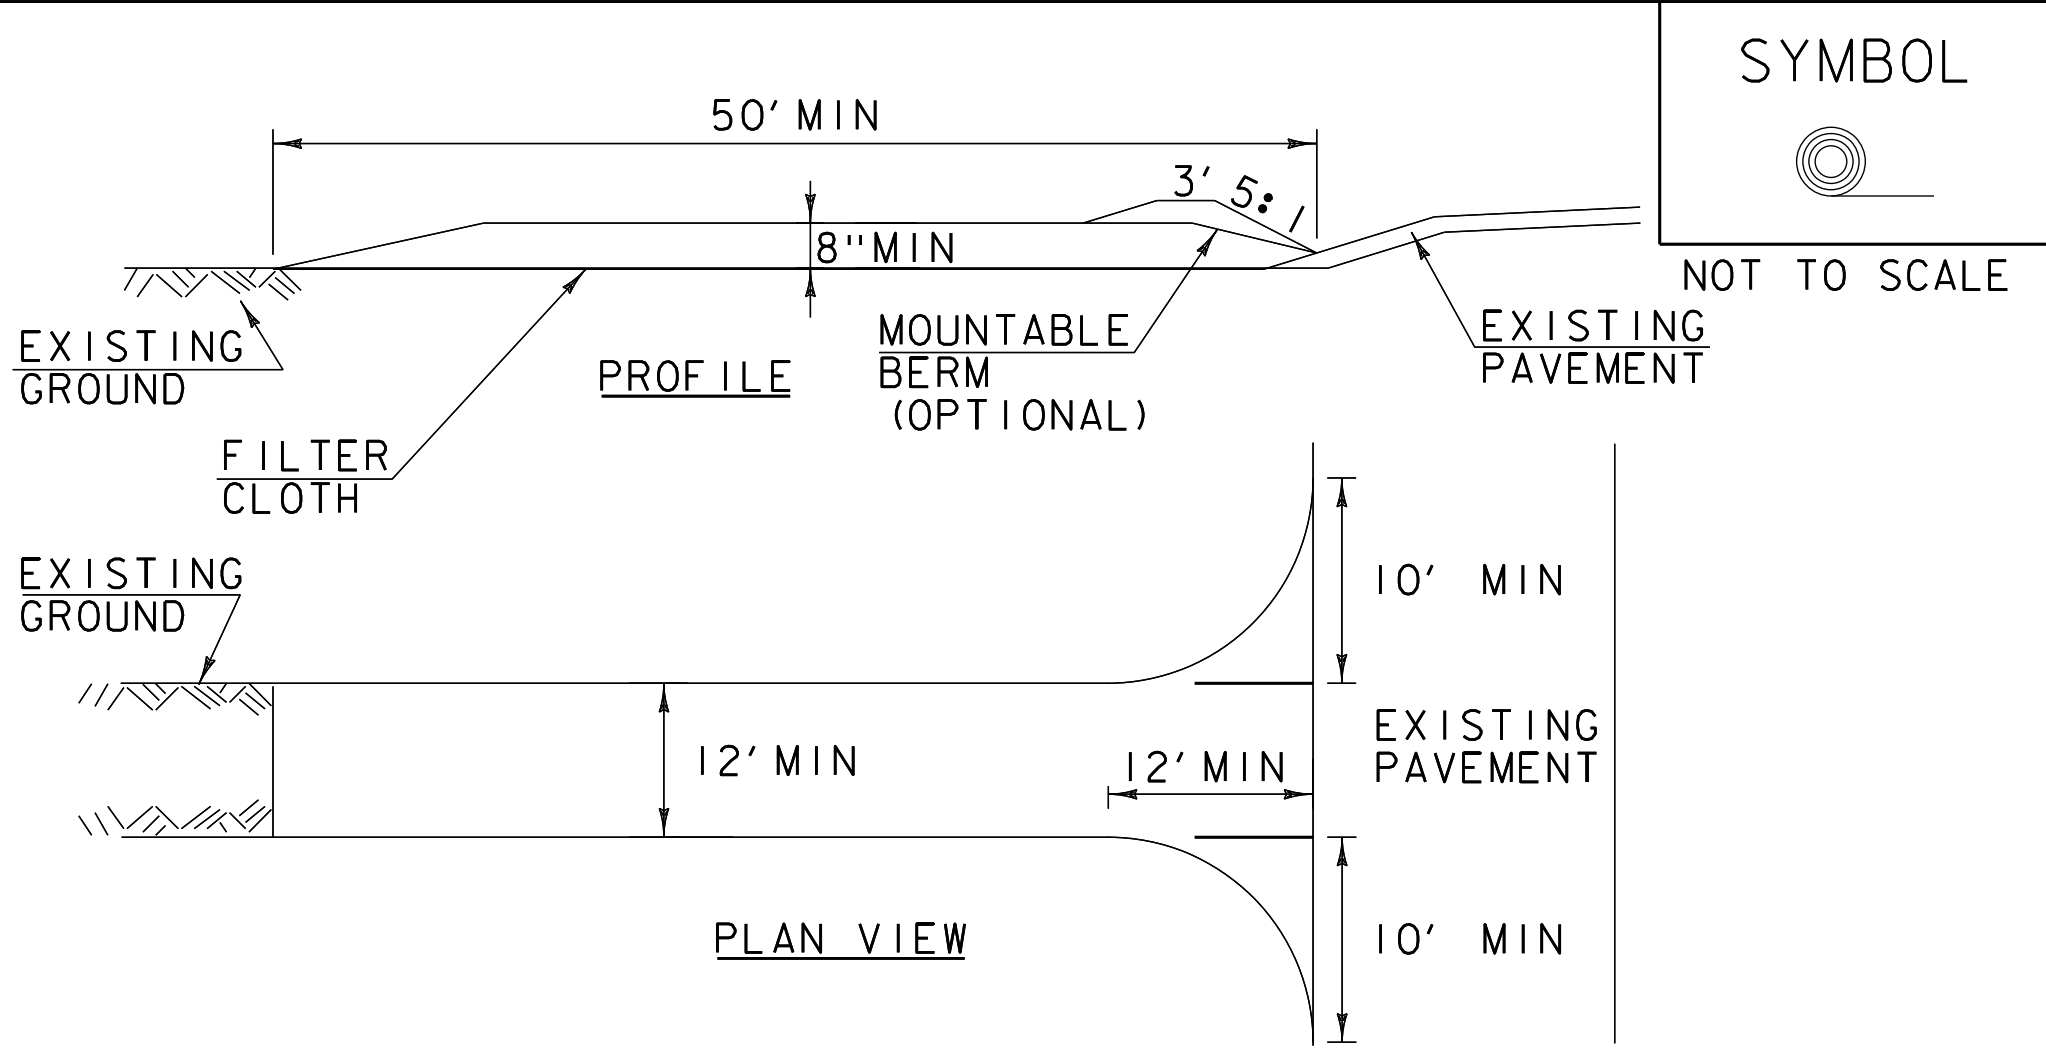 SYMBOL
NOT TO SCALE
50' MIN
3' 5:1
8" MIN
EXISTING
GROUND
FILTER
CLOTH
PROFILE
MOUNTABLE
BERM
(OPTIONAL)
EXISTING
PAVEMENT
EXISTING
GROUND
12' MIN
12' MIN
10' MIN
EXISTING
PAVEMENT
10' MIN
PLAN VIEW